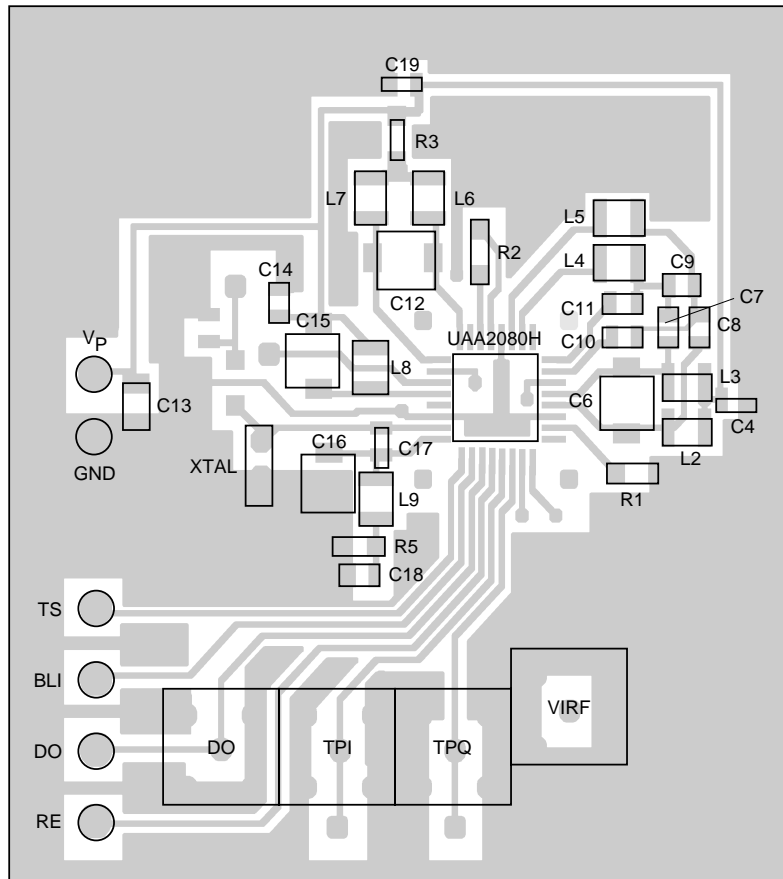 C19
R3
L7
L6
R2
L5
L4
C9
C7
C14
C12
C11
C15
C10
C8
UAA2080H
VP
L8
C6
L3
C13
C4
GND
XTAL
C16
C17
L2
L9
R1
R5
C18
TS
BLI
VIRF
DO
DO
TPI
TPQ
RE